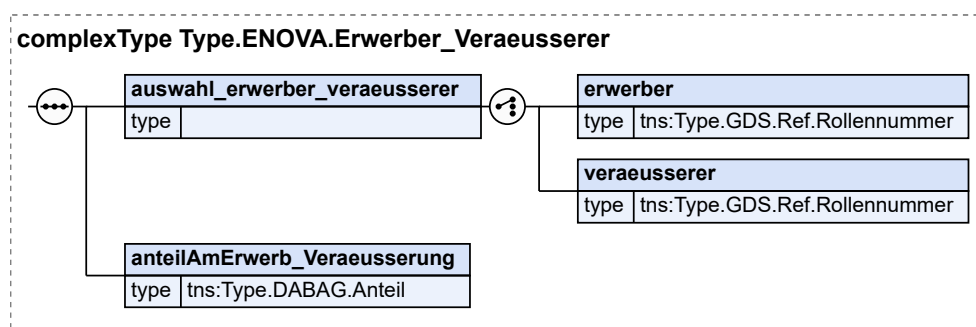 complexType Type.ENOVA.Erwerber_Veraeusserer
auswahl_erwerber_veraeusserer
type
erwerber
type tns:Type.GDS.Ref.Rollennummer
veraeusserer
type tns:Type.GDS.Ref.Rollennummer
anteilAmErwerb_Veraeusserung
type tns:Type.DABAG.Anteil